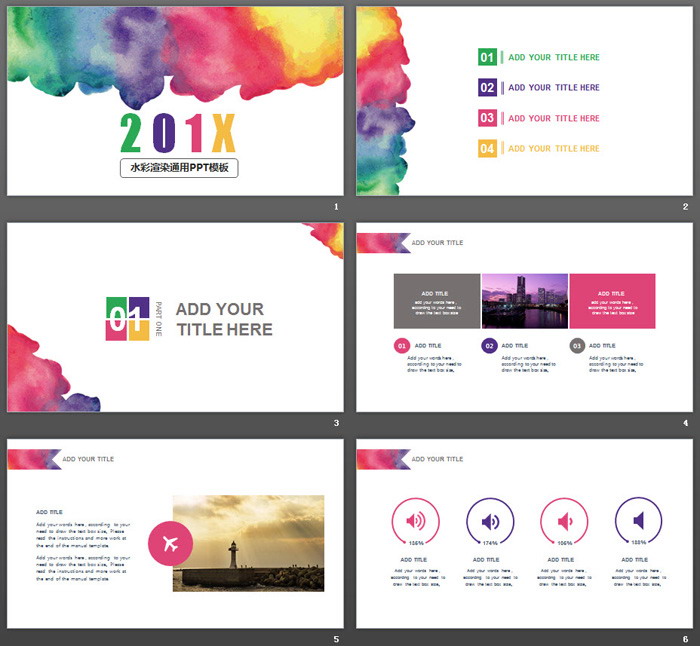 201X
水彩渲染通用PPT模板
1
01 ADD YOUR TITLE HERE
02 ADD YOUR TITLE HERE
03 ADD YOUR TITLE HERE
04 ADD YOUR TITLE HERE
2
01
PART ONE
ADD YOUR
TITLE HERE
3
ADD YOUR TITLE
ADD TITLE
add your words here,
according to your need to
draw the text box size
ADD TITLE
add your words here,
according to your need to
draw the text box size
01 ADD TITLE
Add your words here,
according to your need to
draw the text box size。
02 ADD TITLE
Add your words here,
according to your need to
draw the text box size。
03 ADD TITLE
Add your words here,
according to your need to
draw the text box size。
4
ADD YOUR TITLE
ADD TITLE
Add your words here, according to your
need to draw the text box size。Please
read the instructions and more work at
the end of the manual template.
Add your words here, according to your
need to draw the text box size。Please
read the instructions and more work at
the end of the manual template.
5
ADD YOUR TITLE
156%
ADD TITLE
Add your words here,
according to your need to
draw the text box size。
174%
ADD TITLE
Add your words here,
according to your need to
draw the text box size。
106%
ADD TITLE
Add your words here,
according to your need to
draw the text box size。
188%
ADD TITLE
Add your words here,
according to your need to
draw the text box size。
6